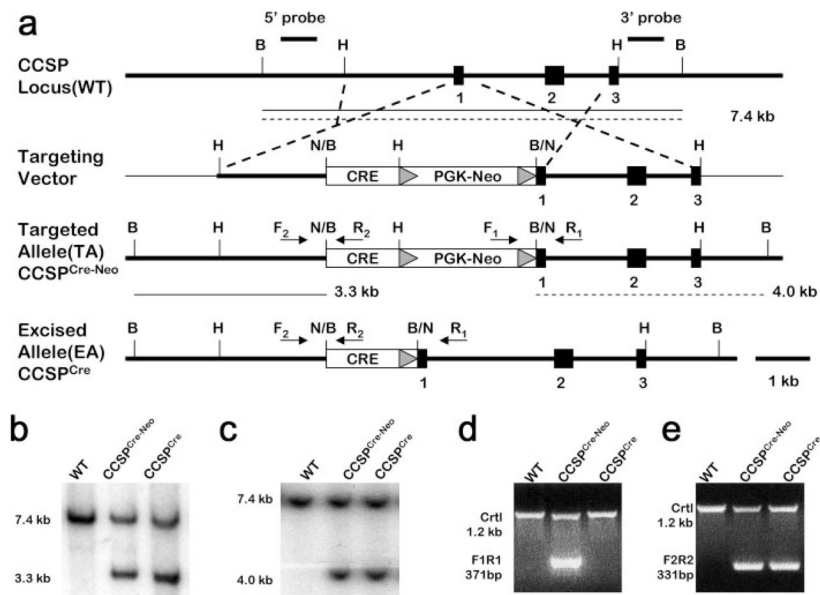 a
5' probe
3' probe
B
H
H
B
CCSP
Locus(WT)
1
2
3
7.4 kb
Targeting
Vector
H
N/B
H
B/N
H
CRE
PGK-Neo
1
2
3
Targeted
Allele(TA)
CCSPCre-Neo
B
H
F2
N/B
R2
H
F1
B/N
R1
H
B
CRE
PGK-Neo
1
2
3
3.3 kb
4.0 kb
Excised
Allele(EA)
CCSPCre
B
H
F2
N/B
R2
B/N
R1
H
B
CRE
1
2
3
1 kb
b
WT
CCSPCre-Neo
CCSPCre
7.4 kb
3.3 kb
c
WT
CCSPCre-Neo
CCSPCre
7.4 kb
4.0 kb
d
WT
CCSPCre-Neo
CCSPCre
Crtl
1.2 kb
F1R1
371bp
e
WT
CCSPCre-Neo
CCSPCre
Crtl
1.2 kb
F2R2
331bp